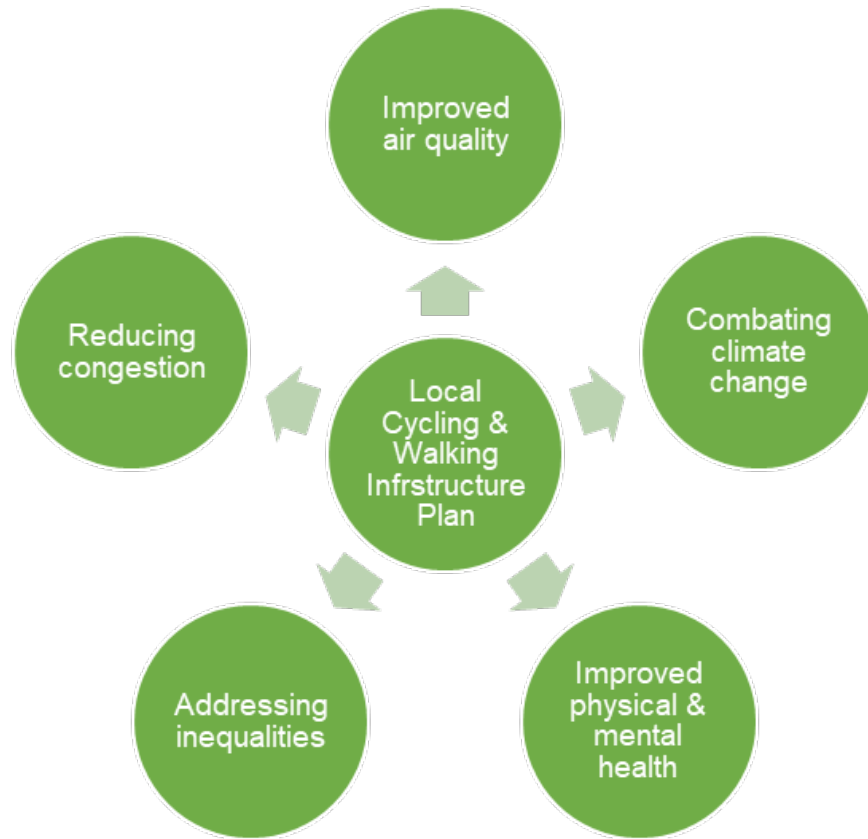 Improved
air quality
Reducing
congestion
Combating
climate
change
Local
Cycling &
Walking
Infrstructure
Plan
Addressing
inequalities
Improved
physical &
mental
health